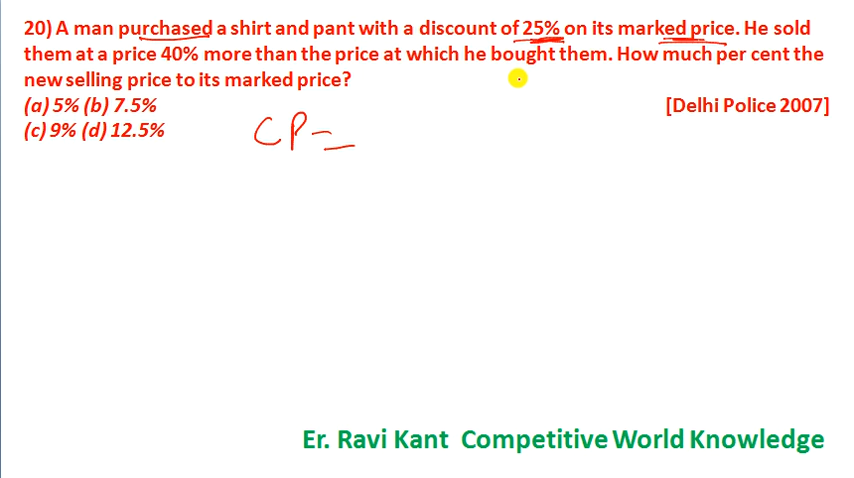 20) A man purchased a shirt and pant with a discount of 25% on its marked price. He sold
them at a price 40% more than the price at which he bought them. How much per cent the
new selling price to its marked price?
(a) 5% (b) 7.5% [Delhi Police 2007]
(c) 9% (d) 12.5%
CP=
Er. Ravi Kant Competitive World Knowledge